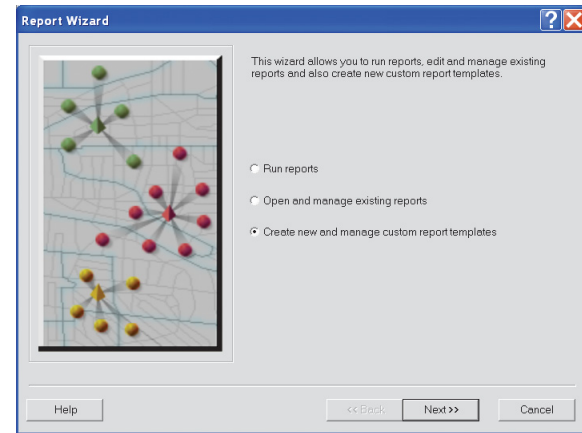 Report Wizard
?
This wizard allows you to run reports, edit and manage existing
reports and also create new custom report templates.
Run reports
Open and manage existing reports
Create new and manage custom report templates
Help
<< Back
Next >>
Cancel